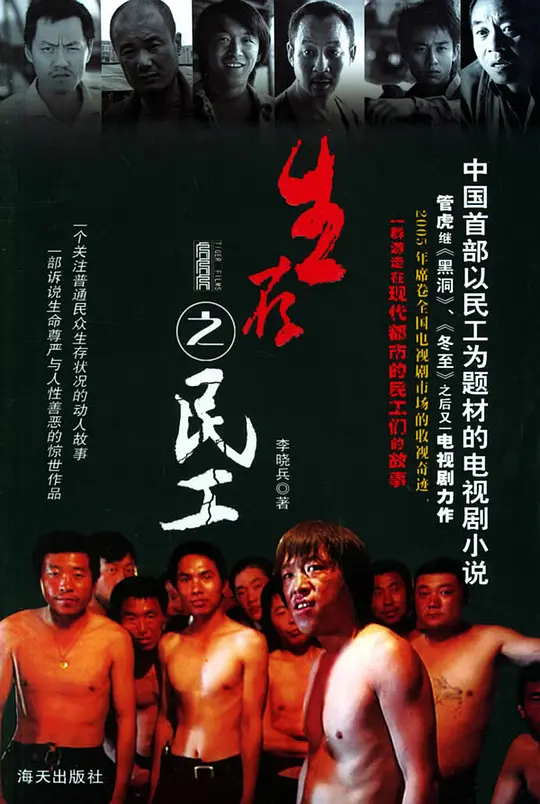 中国首部以民工为题材的电视剧小说
管虎继《黑洞》、《冬至》之后又一电视剧力作
2005年席卷全国电视剧市场的收视奇迹，
一群游走在现代都市的民工们的故事
生存
之
民工
TIGER FILMS
虎虎虎
李晓兵◎著
一个关注普通民众生存状况的动人故事
一部诉说生命尊严与人性善恶的惊世作品
海天出版社